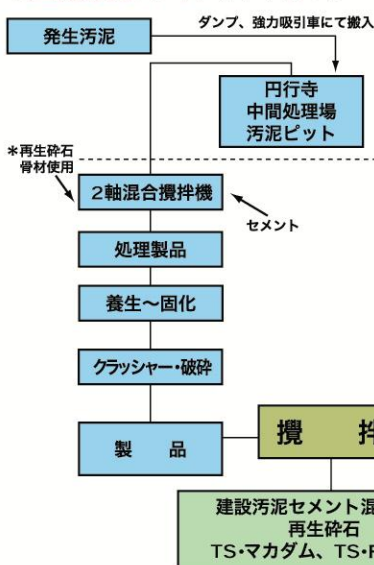 ダンプ、強力吸引車にて搬入
発生汚泥
円行寺
中間処理場
汚泥ピット
＊再生砕石
骨材使用
2軸混合攪拌機
セメント
処理製品
養生〜固化
クラッシャー・破砕
製　品
攪　拌
建設汚泥セメント混
再生砕石
TS・マカダム、TS・